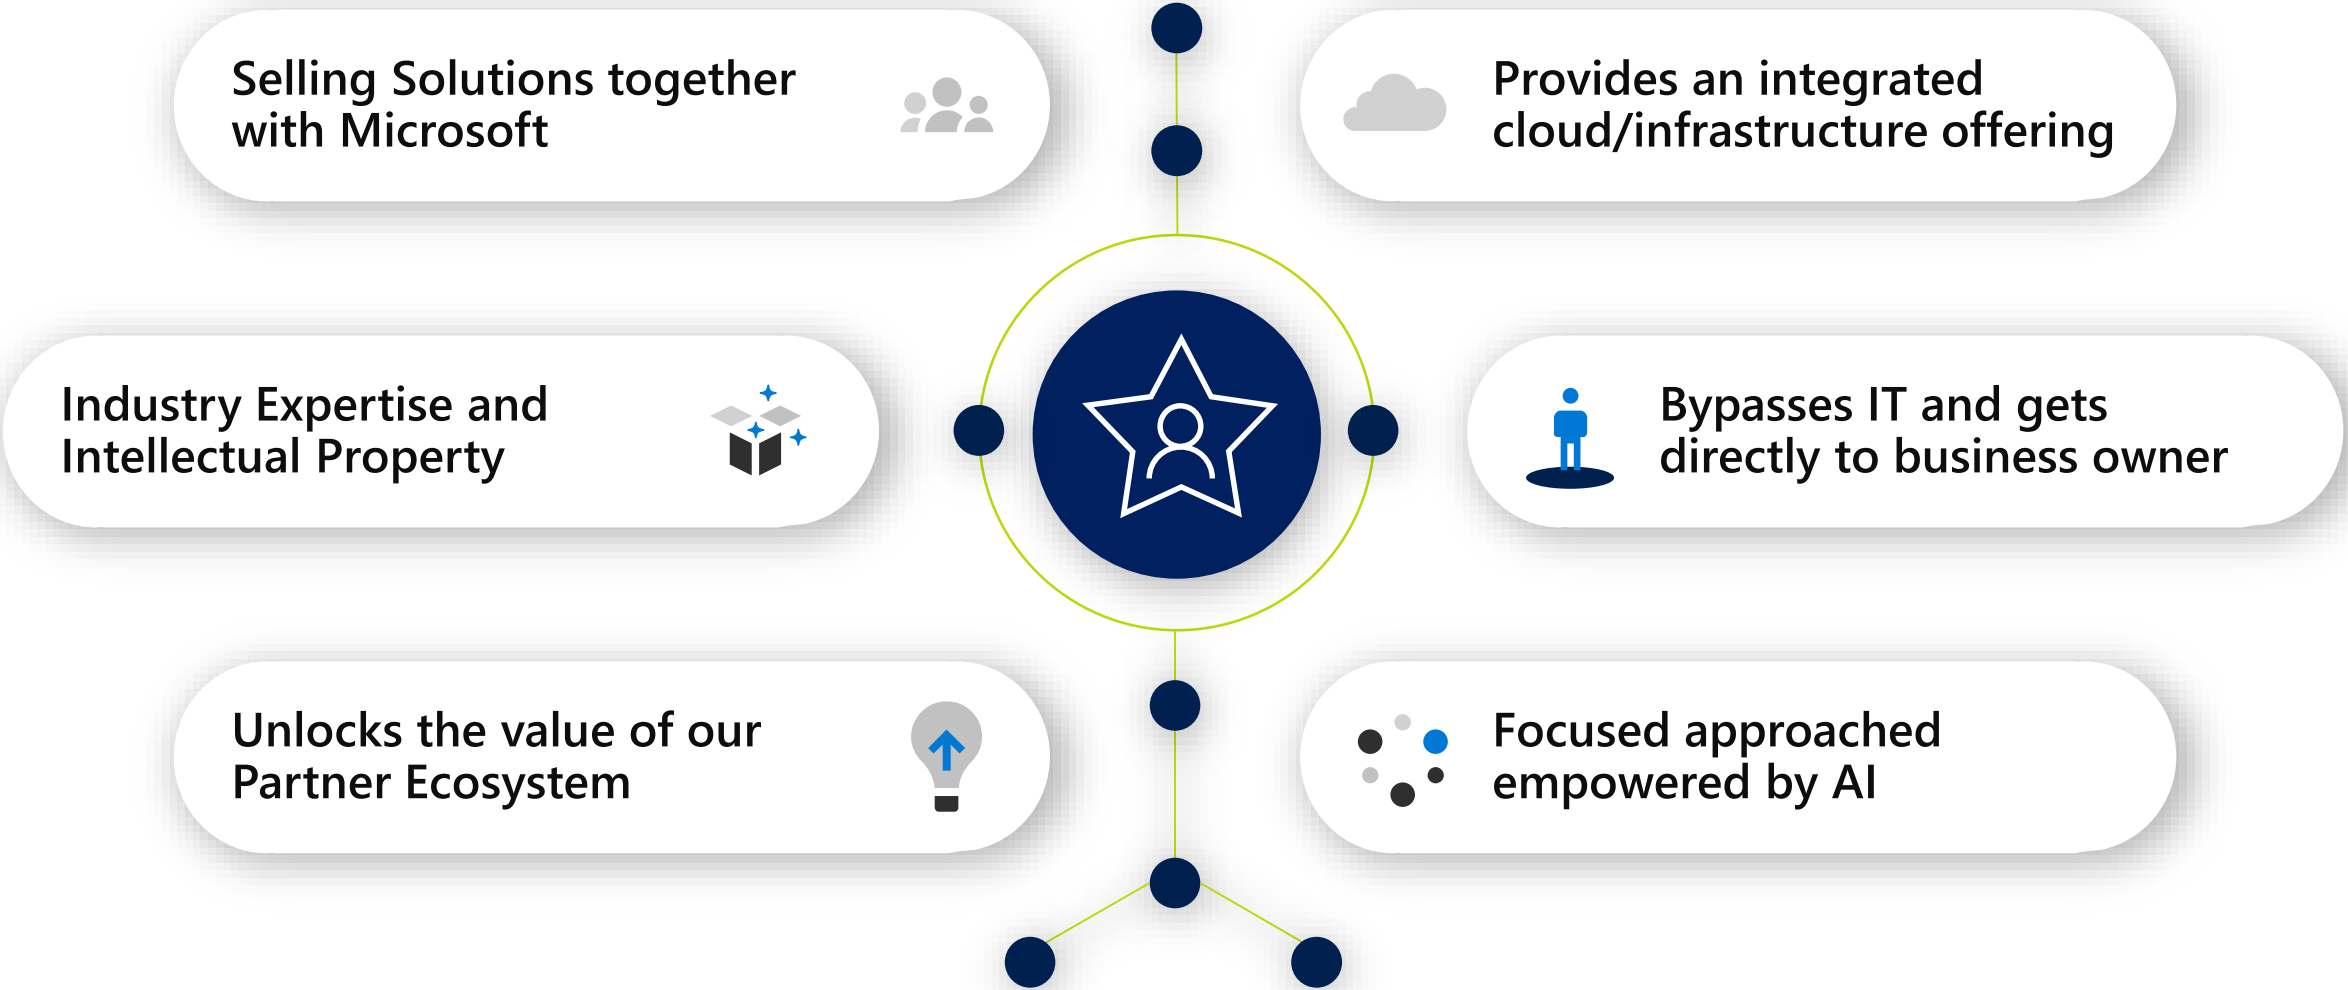 Selling Solutions together
with Microsoft
Provides an integrated
cloud/infrastructure offering
Industry Expertise and
Intellectual Property
Bypasses IT and gets
directly to business owner
Unlocks the value of our
Partner Ecosystem
Focused approached
empowered by AI